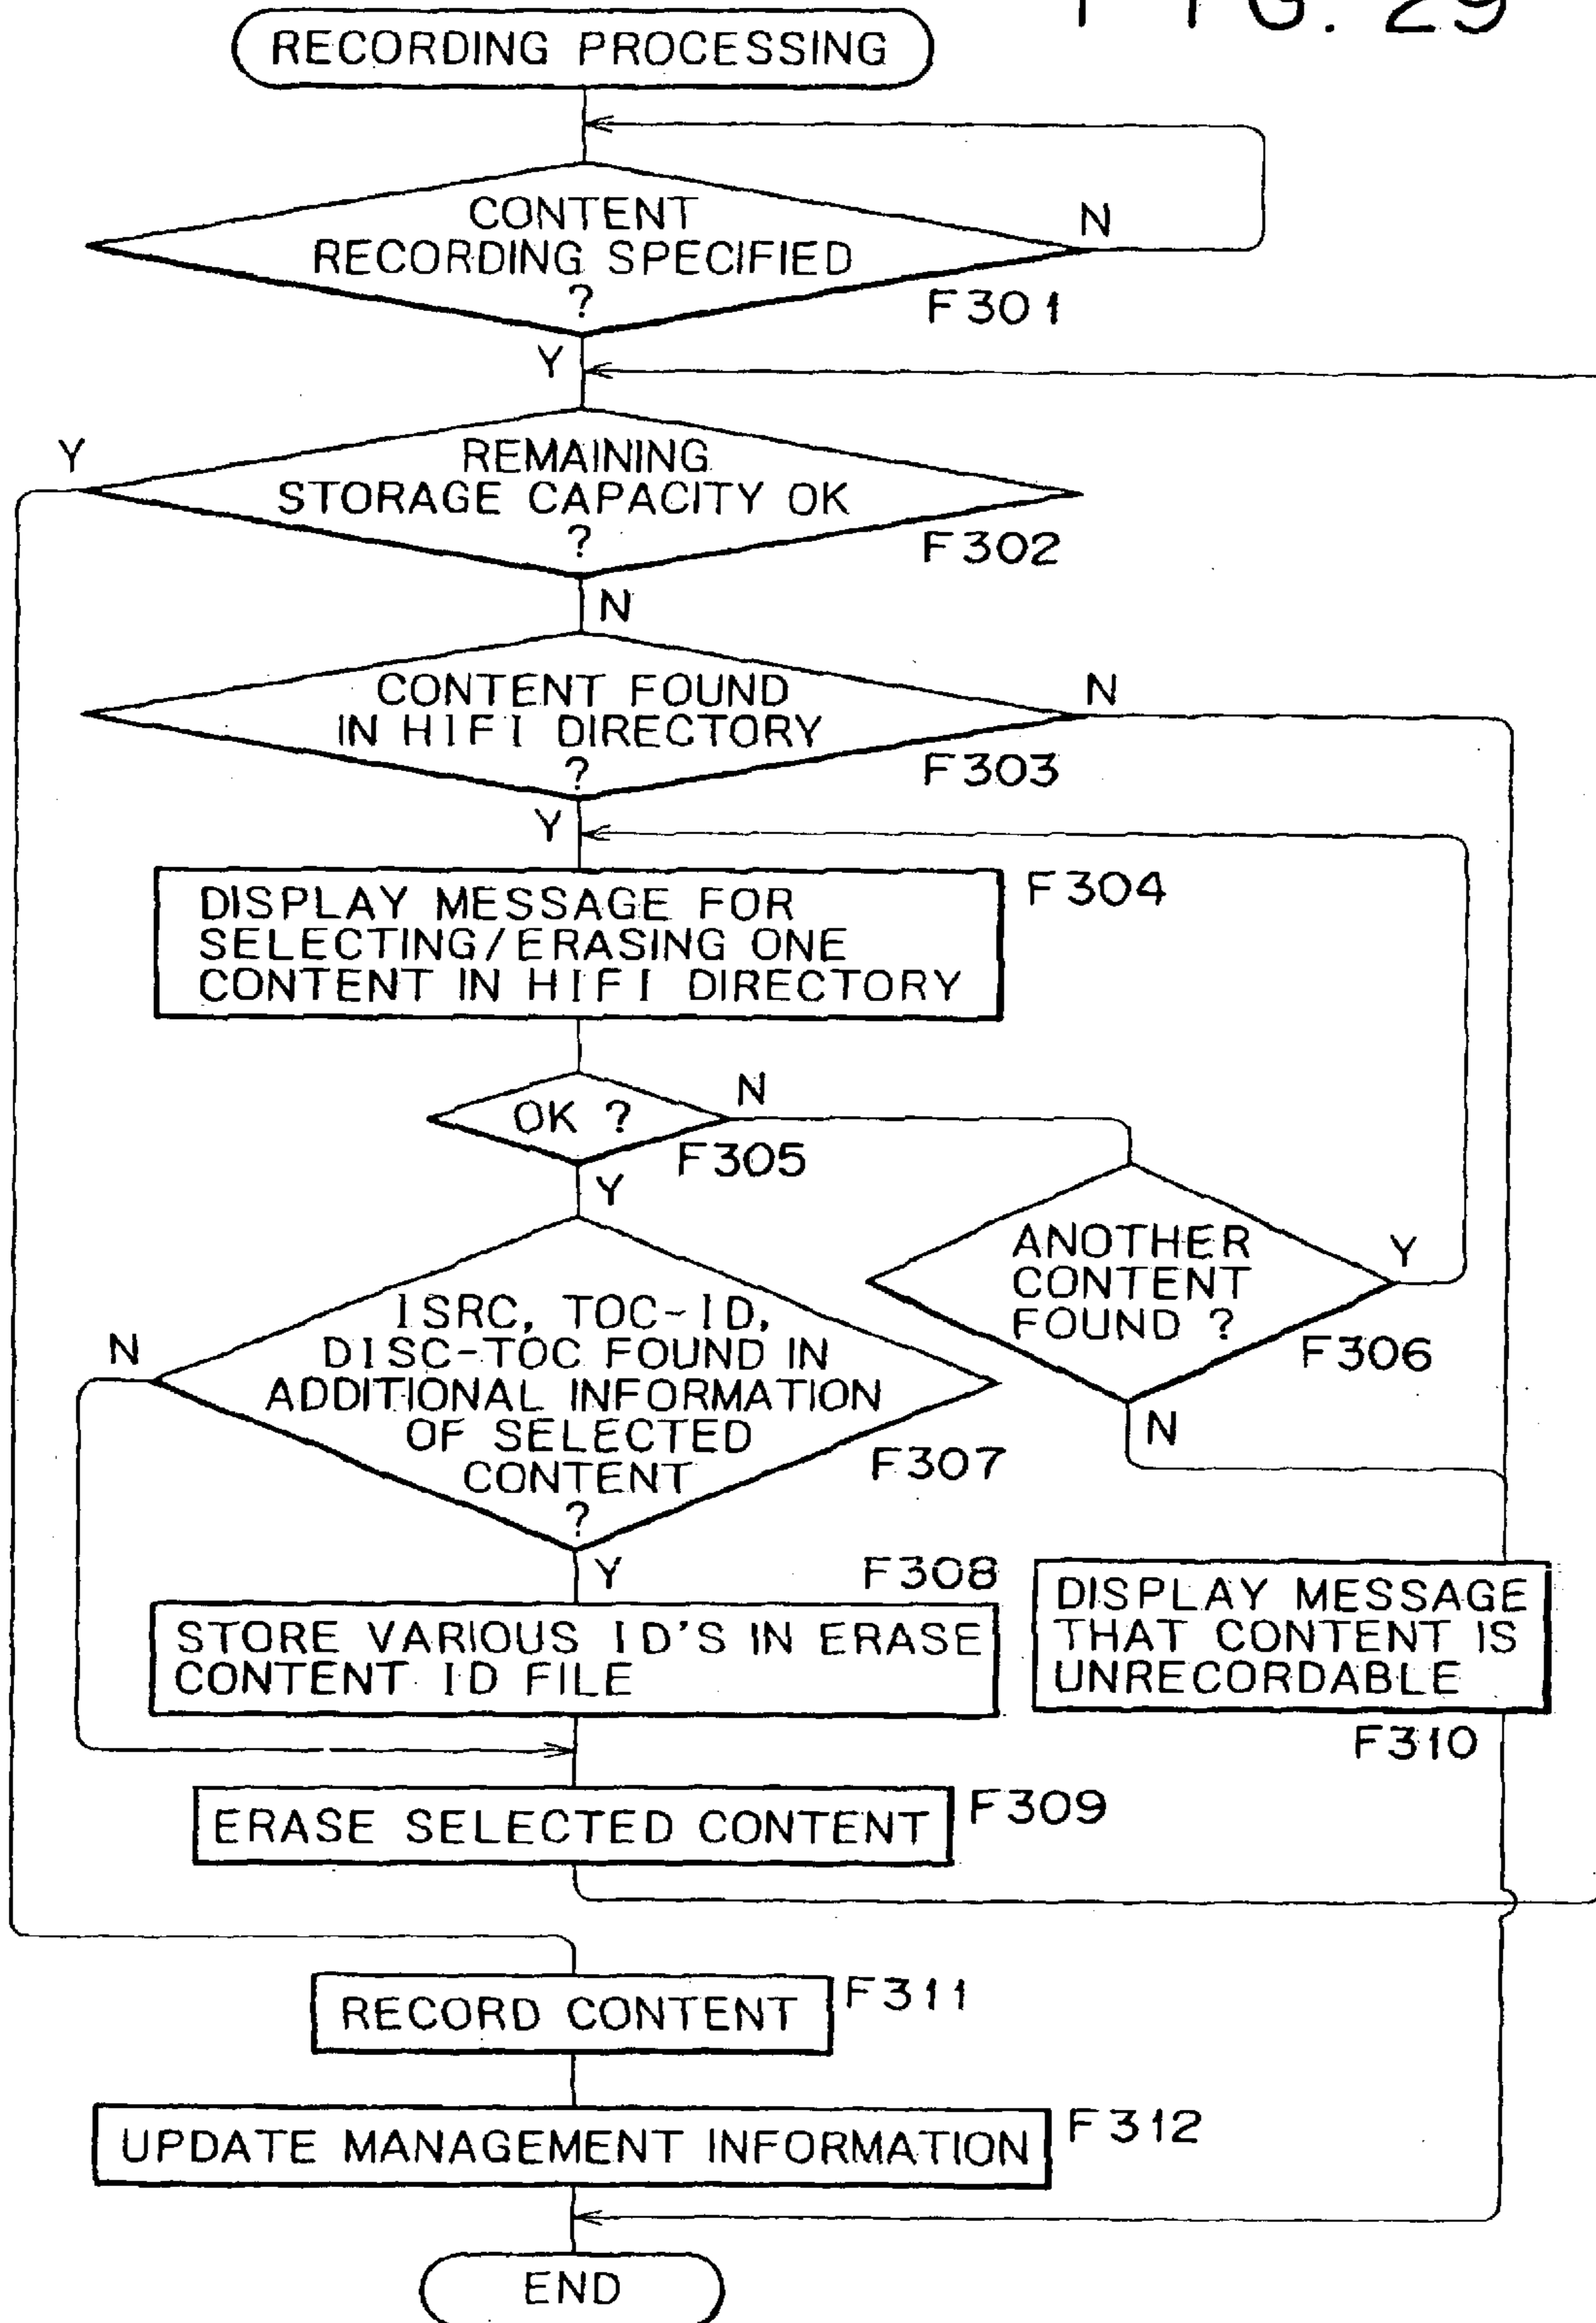 FIG. 29
RECORDING PROCESSING
CONTENT
RECORDING SPECIFIED
?
N
F301
Y
Y
REMAINING
STORAGE CAPACITY OK
?
F302
N
CONTENT FOUND
IN HIFI DIRECTORY
?
N
F303
Y
DISPLAY MESSAGE FOR
SELECTING/ERASING ONE
CONTENT IN HIFI DIRECTORY
F304
OK ?
N
F305
Y
ANOTHER
CONTENT
FOUND ?
Y
F306
N
N
ISRC, TOC-ID,
DISC-TOC FOUND IN
ADDITIONAL INFORMATION
OF SELECTED
CONTENT
?
F307
Y
F308
STORE VARIOUS ID'S IN ERASE
CONTENT ID FILE
DISPLAY MESSAGE
THAT CONTENT IS
UNRECORDABLE
F310
ERASE SELECTED CONTENT
F309
RECORD CONTENT
F311
UPDATE MANAGEMENT INFORMATION
F312
END